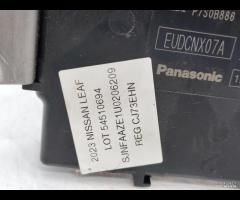 P7S0B886
EUDCNX07A
Panasonic
2023 NISSAN LEAF
LOT 54510694
SJNFAAZE1U0206209
REG CJ73EHN